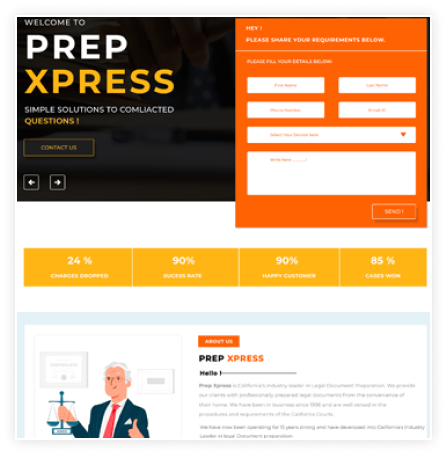 WELCOME TO
PREP
XPRESS
SIMPLE SOLUTIONS TO COMLIACTED
QUESTIONS !
CONTACT US
HEY !
PLEASE SHARE YOUR REQUIREMENTS BELOW.
PLEASE FILL YOUR DETAILS BELOW:
First Name
Last Name
Phone Number
Email ID
Select Your Service here
Write here ..........!
SEND !
24 %
CHARGES DROPPED
90%
SUCESS RATE
90%
HAPPY CUSTOMER
85 %
CASES WON
ABOUT US
PREP XPRESS
Hello !
Prep Xpress is California's industry leader in Legal Document Preparation. We provide
our clients with professionally prepared legal documents from the convenience of
their home. We have been in business since 1998 and are well versed in the
procedures and requirements of the California Courts.
We have now been operating for 15 years strong and have developed into California's Industry
Leader in legal Document preparation.